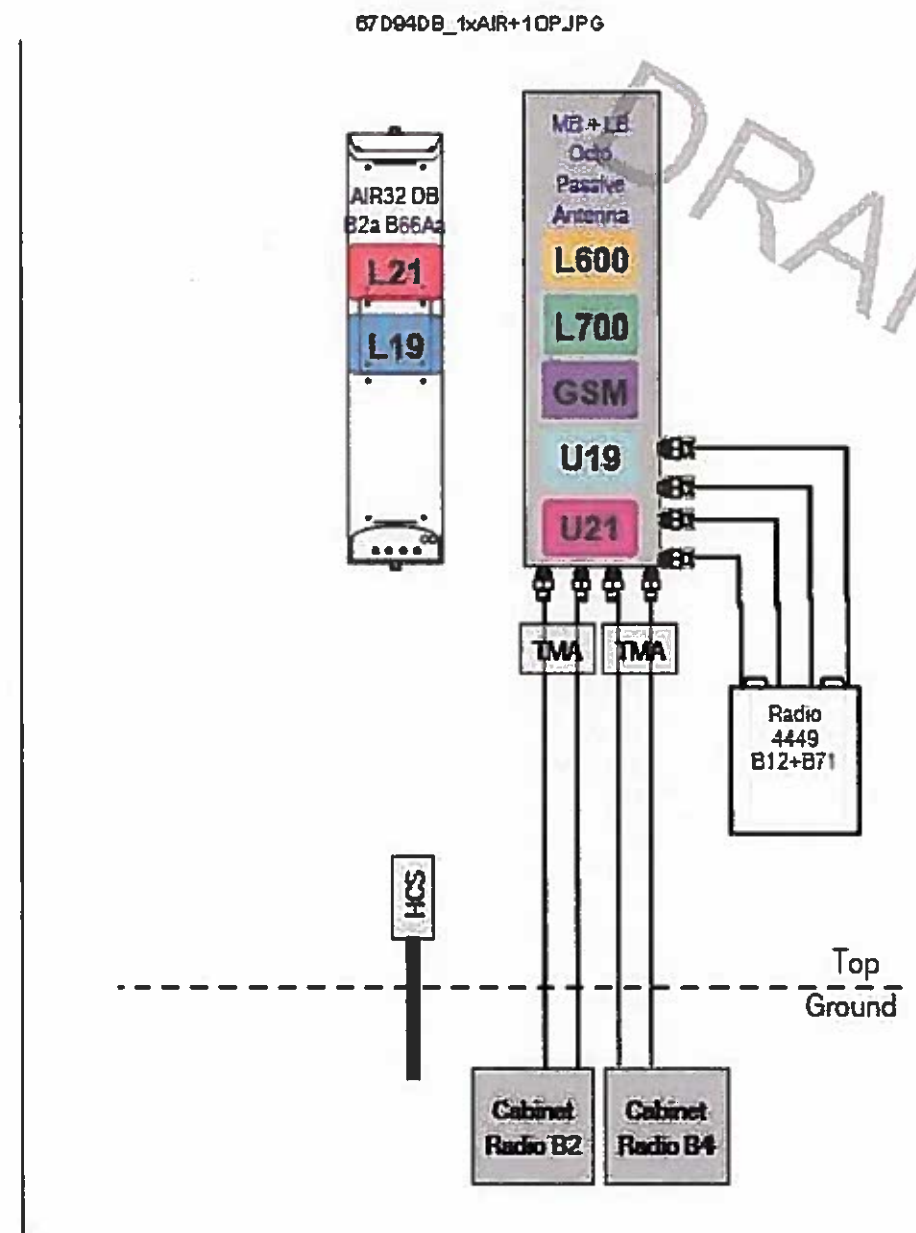 67D94DB_1xAIR+1OP.JPG
AIR32 DB
B2a B66Aa
L21
L19
MB + LB
Octo
Passive
Antenna
L600
L700
GSM
U19
U21
TMA
TMA
Radio
4449
B12+B71
HCS
Top
Ground
Cabinet
Radio B2
Cabinet
Radio B4